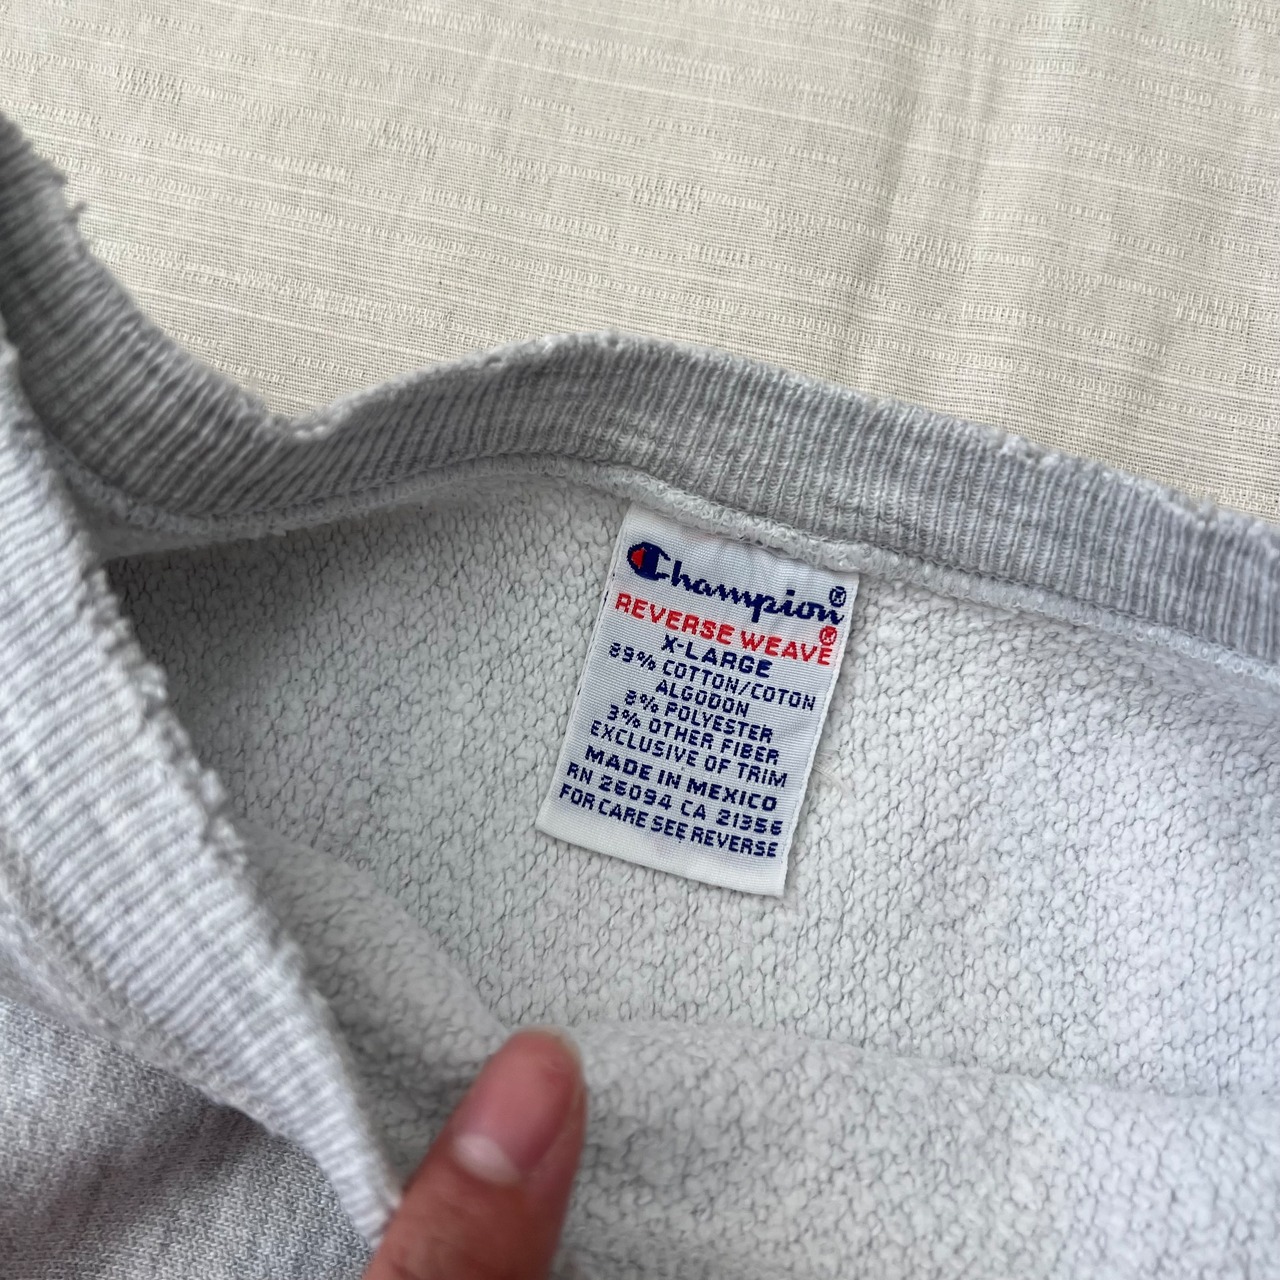 Champion®
REVERSE WEAVE®
X-LARGE
89% COTTON/COTON
ALGODON
8% POLYESTER
3% OTHER FIBER
EXCLUSIVE OF TRIM
MADE IN MEXICO
RN 26094 CA 21356
FOR CARE SEE REVERSE